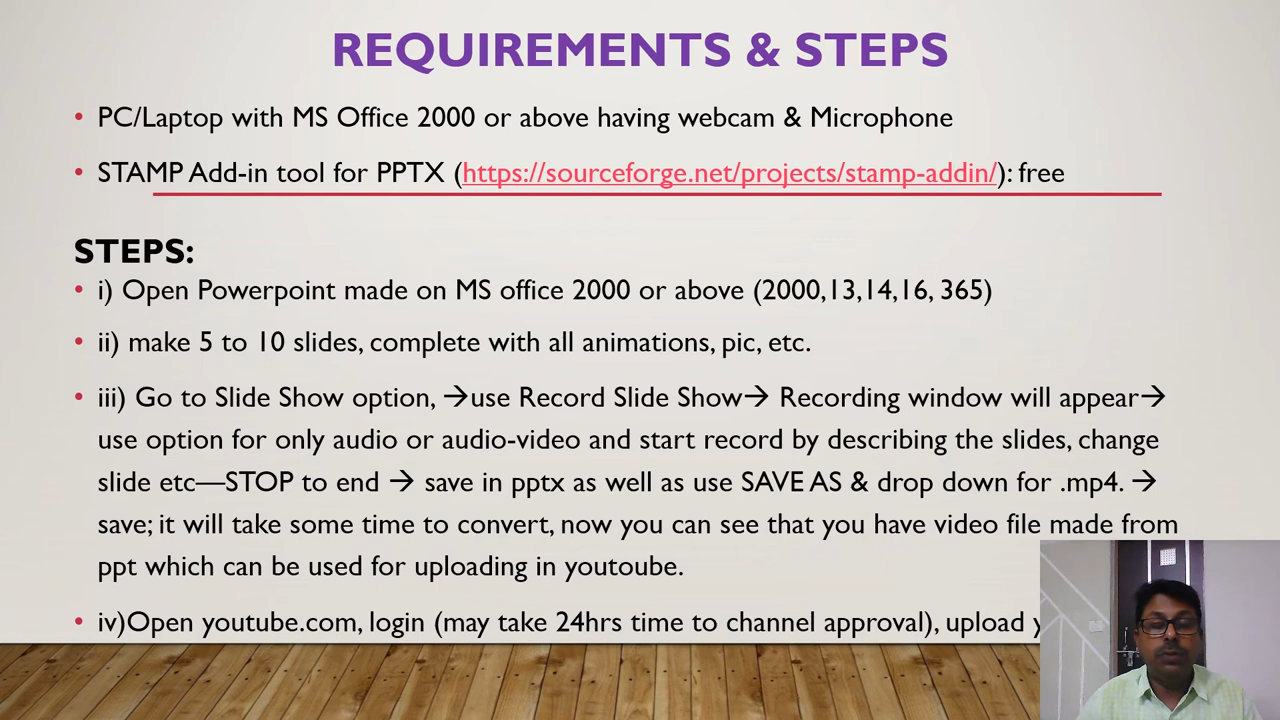 REQUIREMENTS & STEPS
• PC/Laptop with MS Office 2000 or above having webcam & Microphone
• STAMP Add-in tool for PPTX (https://sourceforge.net/projects/stamp-addin/): free
STEPS:
• i) Open Powerpoint made on MS office 2000 or above (2000,13,14,16, 365)
• ii) make 5 to 10 slides, complete with all animations, pic, etc.
• iii) Go to Slide Show option, →use Record Slide Show→ Recording window will appear→
use option for only audio or audio-video and start record by describing the slides, change
slide etc—STOP to end → save in pptx as well as use SAVE AS & drop down for .mp4. →
save; it will take some time to convert, now you can see that you have video file made from
ppt which can be used for uploading in youtoube.
• iv)Open youtube.com, login (may take 24hrs time to channel approval), upload